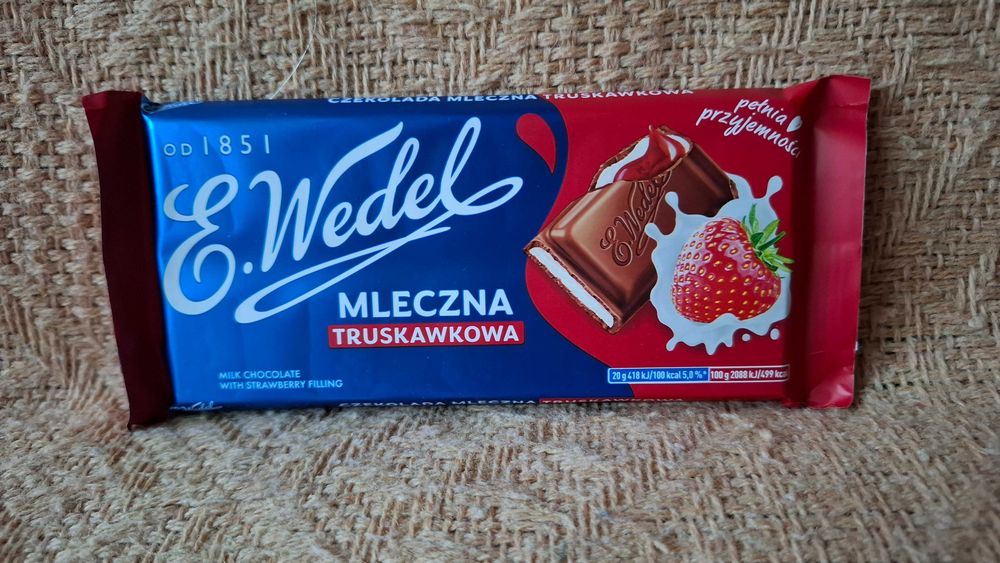 CZEKOLADA MLECZNA TRUSKAWKOWA
OD 1851
E.Wedel
MLECZNA
TRUSKAWKOWA
MILK CHOCOLATE
WITH STRAWBERRY FILLING
pełnia
przyjemności
E.Wedel
20 g 418 kJ/100 kcal 5,0 %* 100 g 2088 kJ/499 kcal
CZEKOLADA MLECZNA TRUSKAWKOWA